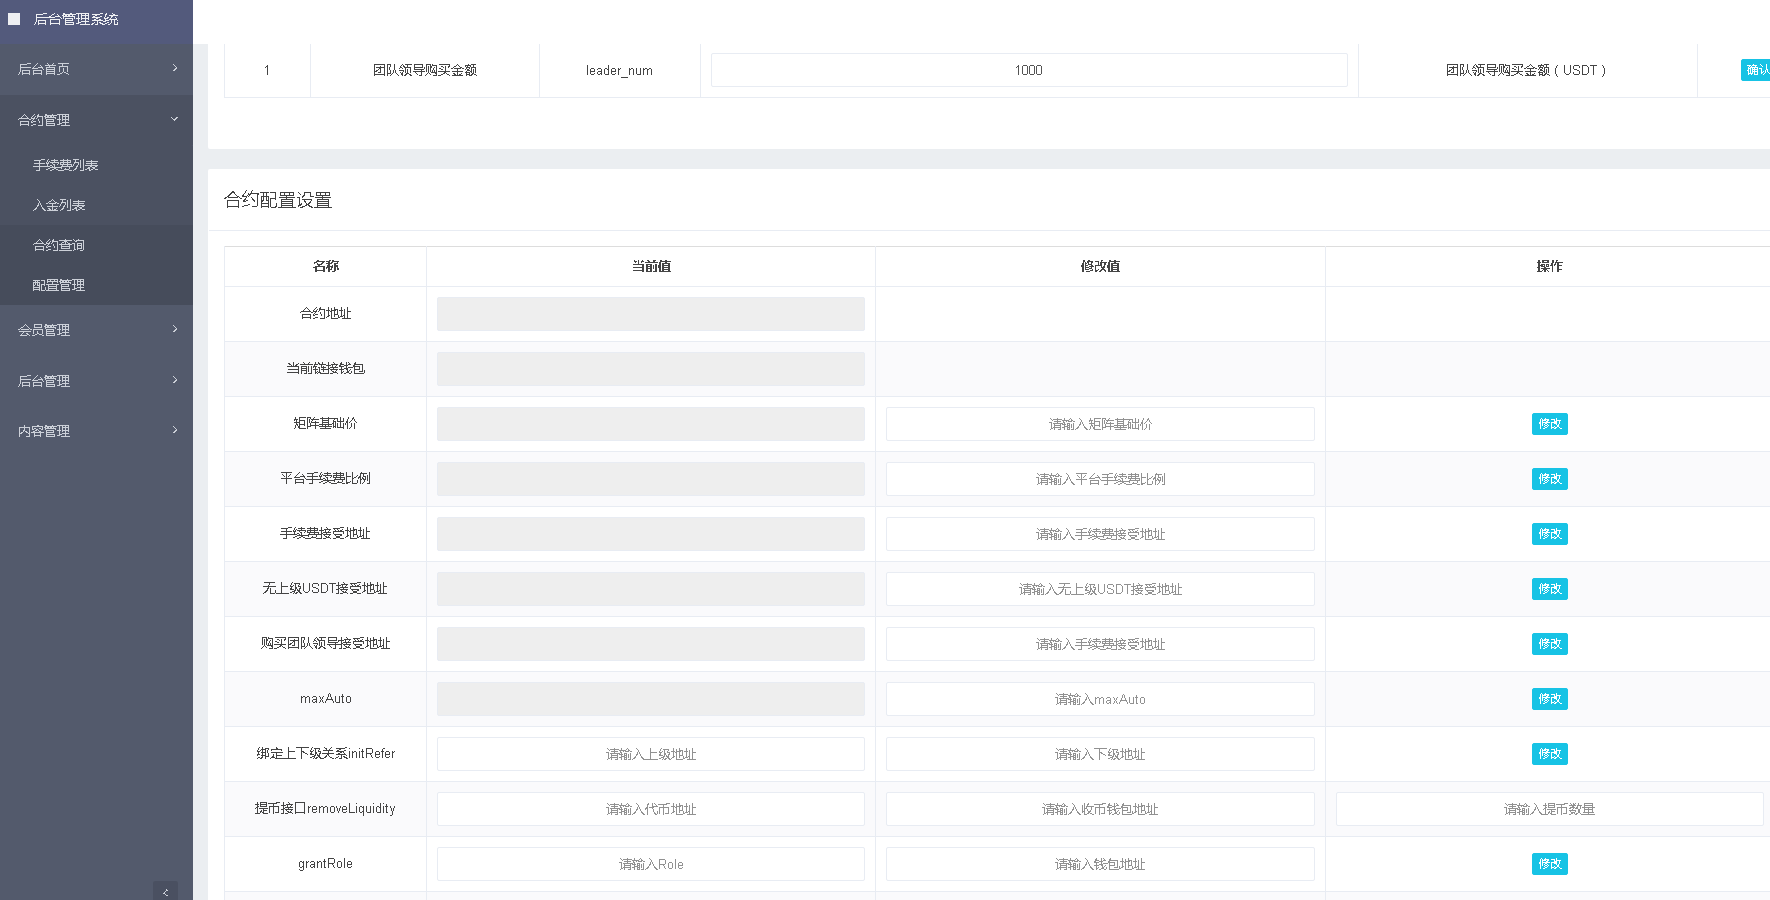 后台管理系统
后台首页
合约管理
手续费列表
入金列表
合约查询
配置管理
会员管理
后台管理
内容管理
1 团队领导购买金额 leader_num 1000 团队领导购买金额（USDT） 确认
合约配置设置
名称 当前值 修改值 操作
合约地址
当前链接钱包
矩阵基础价 请输入矩阵基础价 修改
平台手续费比例 请输入平台手续费比例 修改
手续费接受地址 请输入手续费接受地址 修改
无上级USDT接受地址 请输入无上级USDT接受地址 修改
购买团队领导接受地址 请输入手续费接受地址 修改
maxAuto 请输入maxAuto 修改
绑定上下级关系initRefer 请输入上级地址 请输入下级地址 修改
提币接口removeLiquidity 请输入代币地址 请输入收币钱包地址 请输入提币数量
grantRole 请输入Role 请输入钱包地址 修改